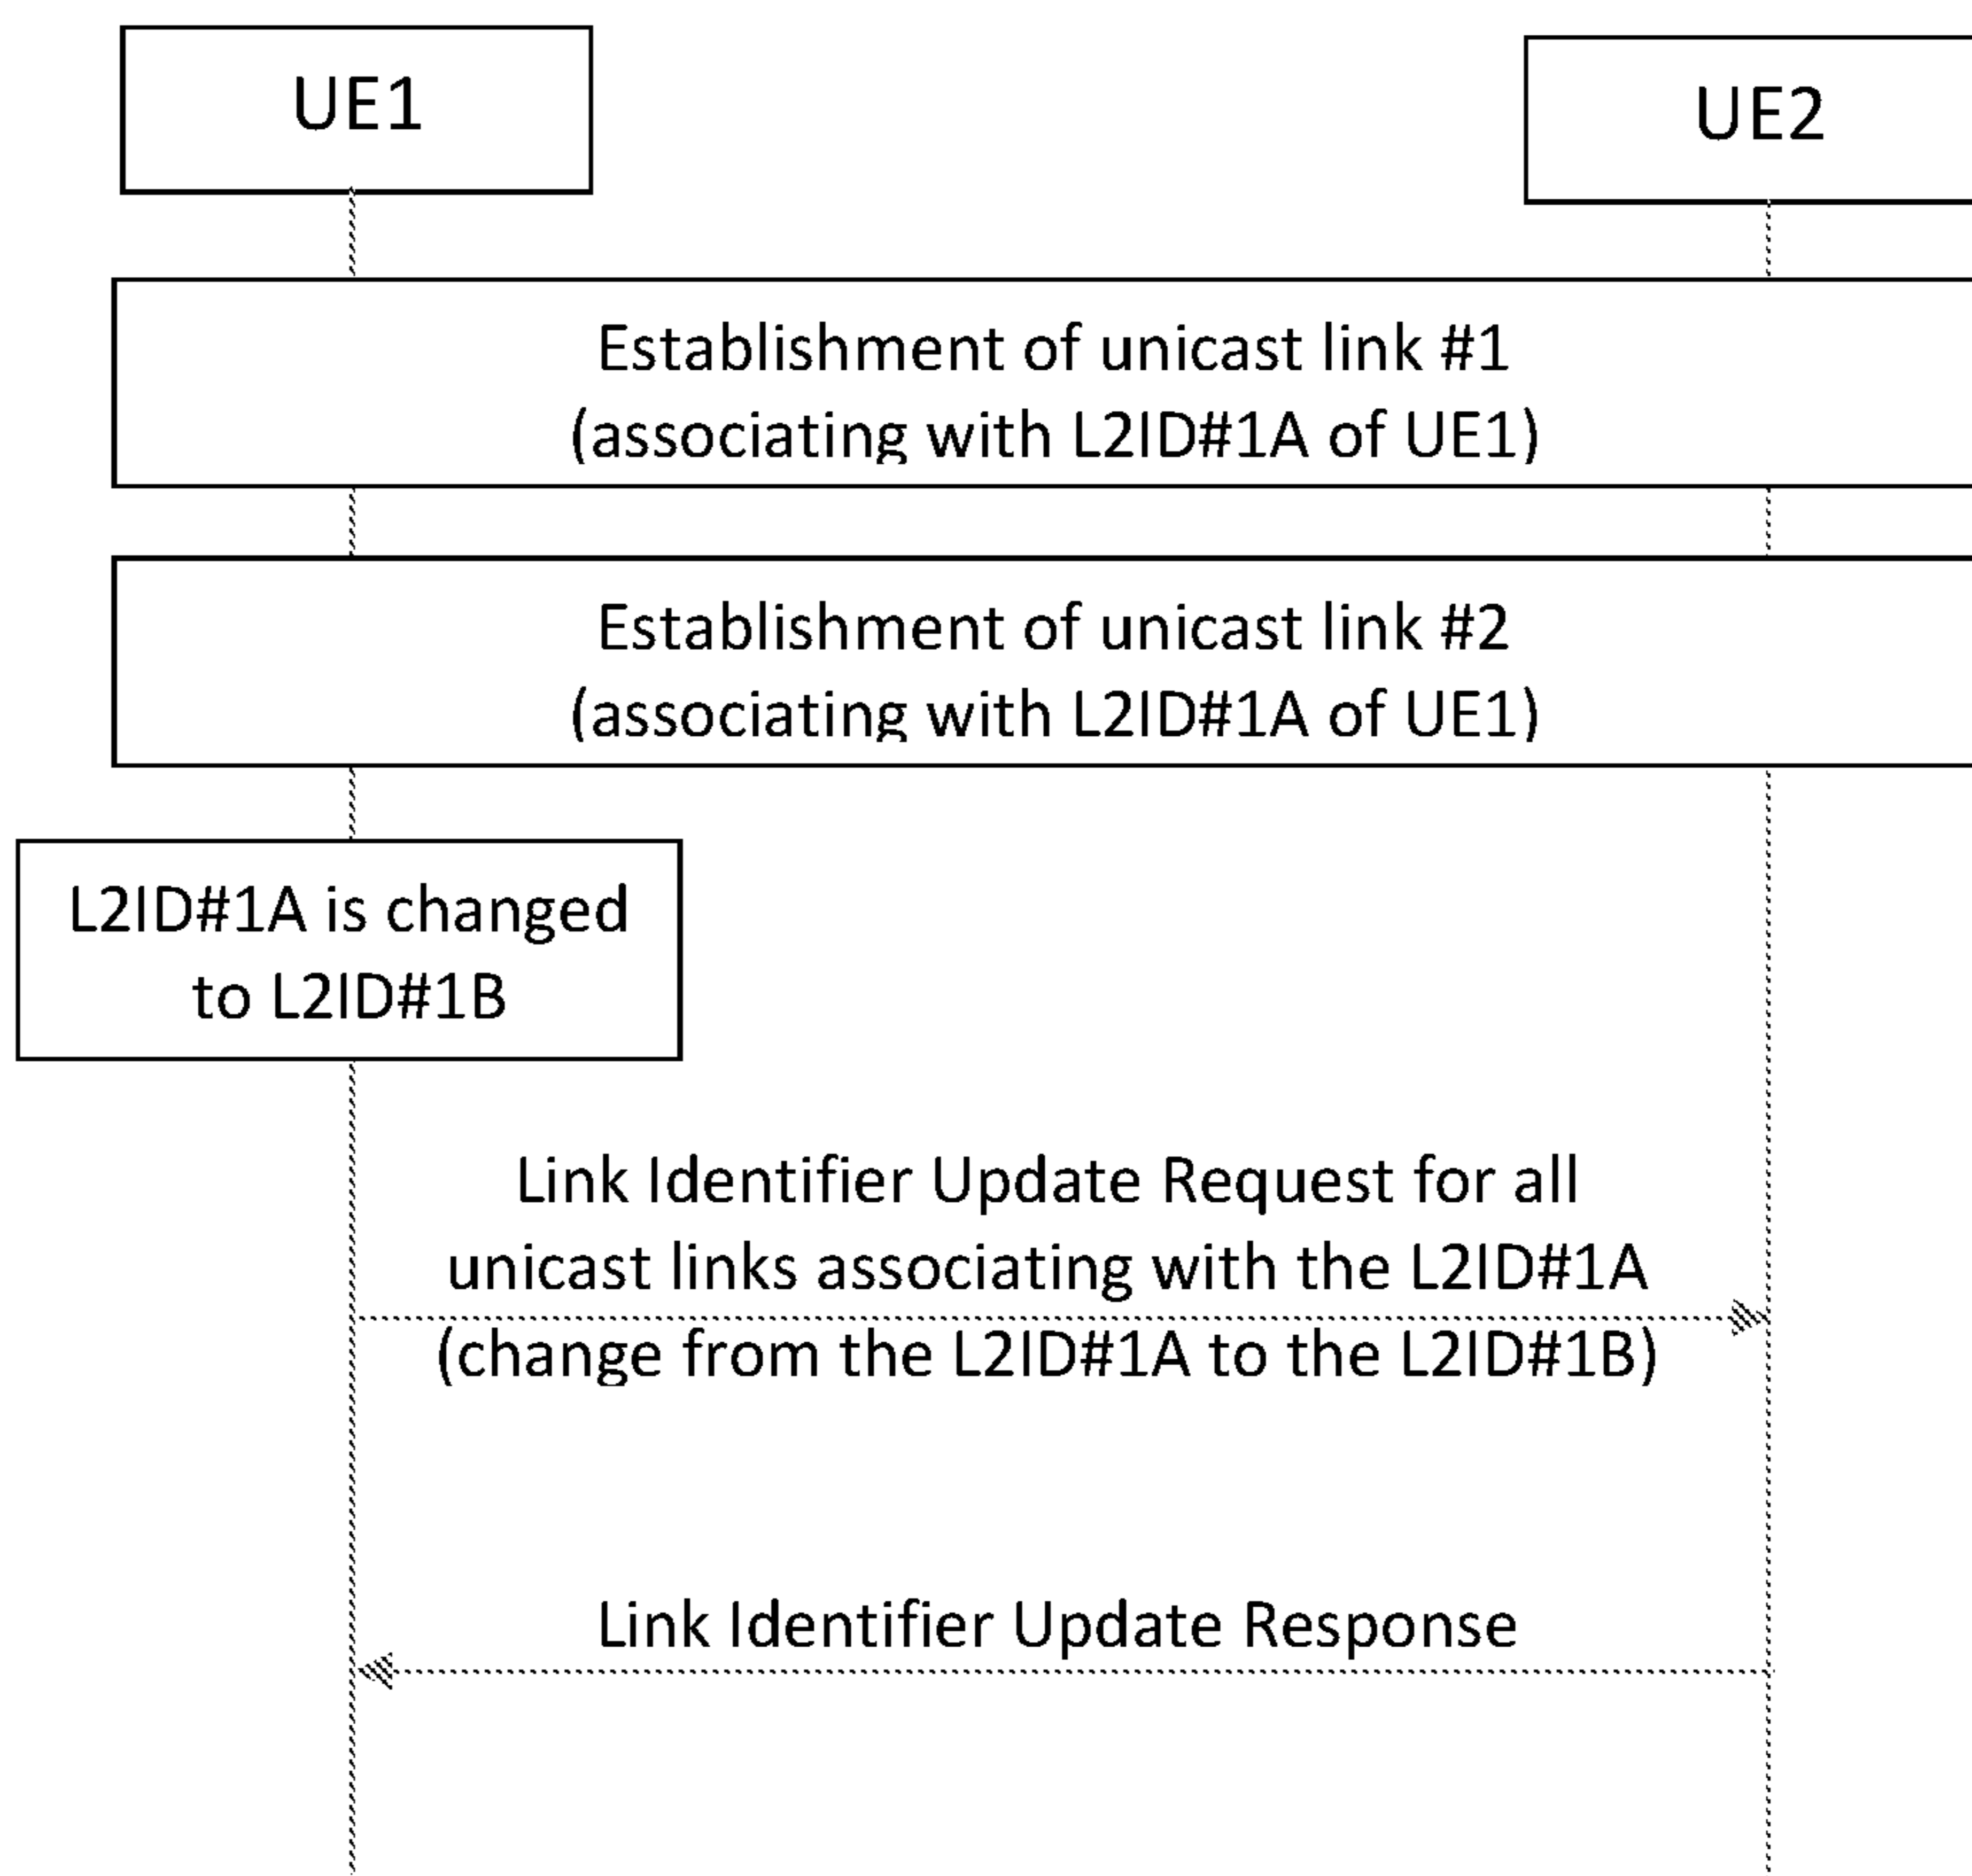 UE1
UE2
Establishment of unicast link #1
(associating with L2ID#1A of UE1)
Establishment of unicast link #2
(associating with L2ID#1A of UE1)
L2ID#1A is changed
to L2ID#1B
Link Identifier Update Request for all
unicast links associating with the L2ID#1A
(change from the L2ID#1A to the L2ID#1B)
Link Identifier Update Response